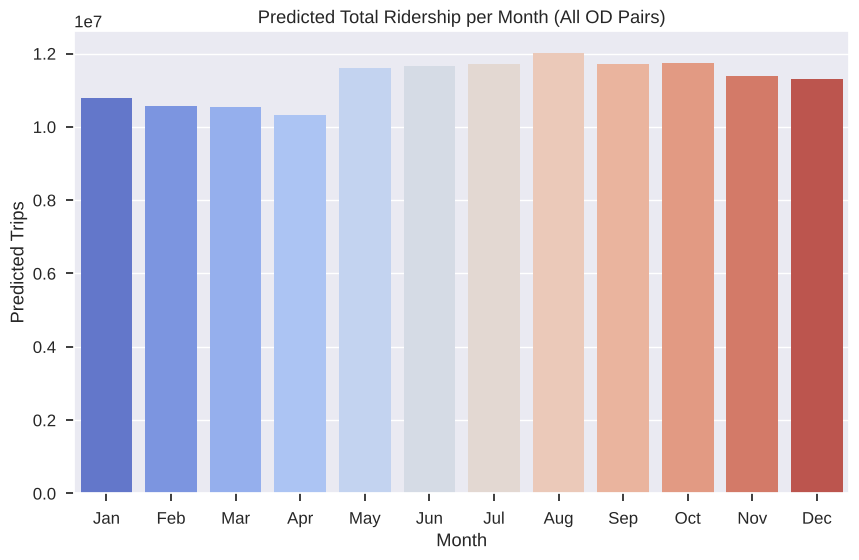 Predicted Total Ridership per Month (All OD Pairs)
1e7
1.2
1.0
0.8
0.6
0.4
0.2
0.0
Predicted Trips
Jan Feb Mar Apr May Jun Jul Aug Sep Oct Nov Dec
Month